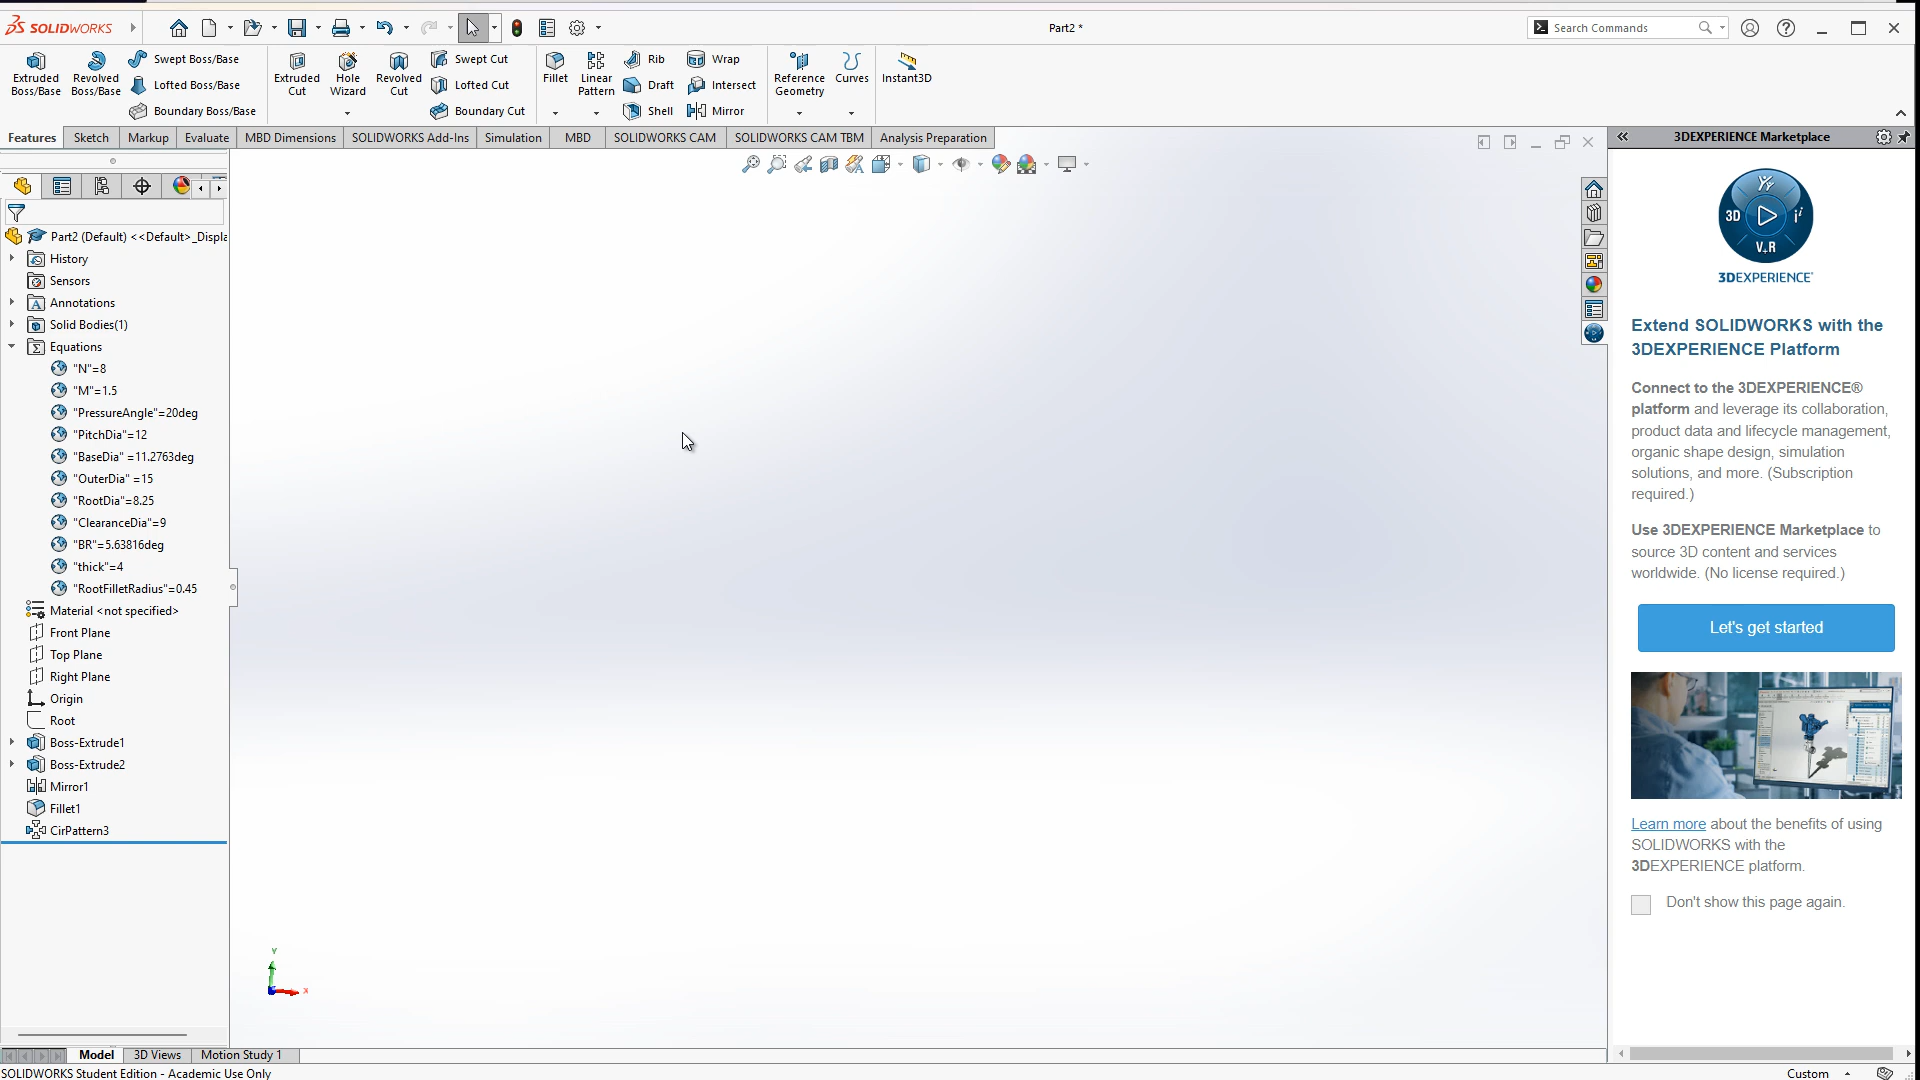 SOLIDWORKS
Part2 *
Search Commands
Extruded Boss/Base
Revolved Boss/Base
Swept Boss/Base
Lofted Boss/Base
Boundary Boss/Base
Extruded Cut
Hole Wizard
Revolved Cut
Swept Cut
Lofted Cut
Boundary Cut
Fillet
Linear Pattern
Rib
Draft
Shell
Wrap
Intersect
Mirror
Reference Geometry
Curves
Instant3D
Features
Sketch
Markup
Evaluate
MBD Dimensions
SOLIDWORKS Add-Ins
Simulation
MBD
SOLIDWORKS CAM
SOLIDWORKS CAM TBM
Analysis Preparation
Part2 (Default) <<Default>_Displa
History
Sensors
Annotations
Solid Bodies(1)
Equations
"N"=8
"M"=1.5
"PressureAngle"=20deg
"PitchDia"=12
"BaseDia" =11.2763deg
"OuterDia" =15
"RootDia"=8.25
"ClearanceDia"=9
"BR"=5.63816deg
"thick"=4
"RootFilletRadius"=0.45
Material <not specified>
Front Plane
Top Plane
Right Plane
Origin
Root
Boss-Extrude1
Boss-Extrude2
Mirror1
Fillet1
CirPattern3
Y
X
3DEXPERIENCE Marketplace
3D
V+R
3DEXPERIENCE
Extend SOLIDWORKS with the
3DEXPERIENCE Platform
Connect to the 3DEXPERIENCE®
platform and leverage its collaboration,
product data and lifecycle management,
organic shape design, simulation
solutions, and more. (Subscription
required.)
Use 3DEXPERIENCE Marketplace to
source 3D content and services
worldwide. (No license required.)
Let's get started
Learn more about the benefits of using
SOLIDWORKS with the
3DEXPERIENCE platform.
Don't show this page again.
Model
3D Views
Motion Study 1
SOLIDWORKS Student Edition - Academic Use Only
Custom